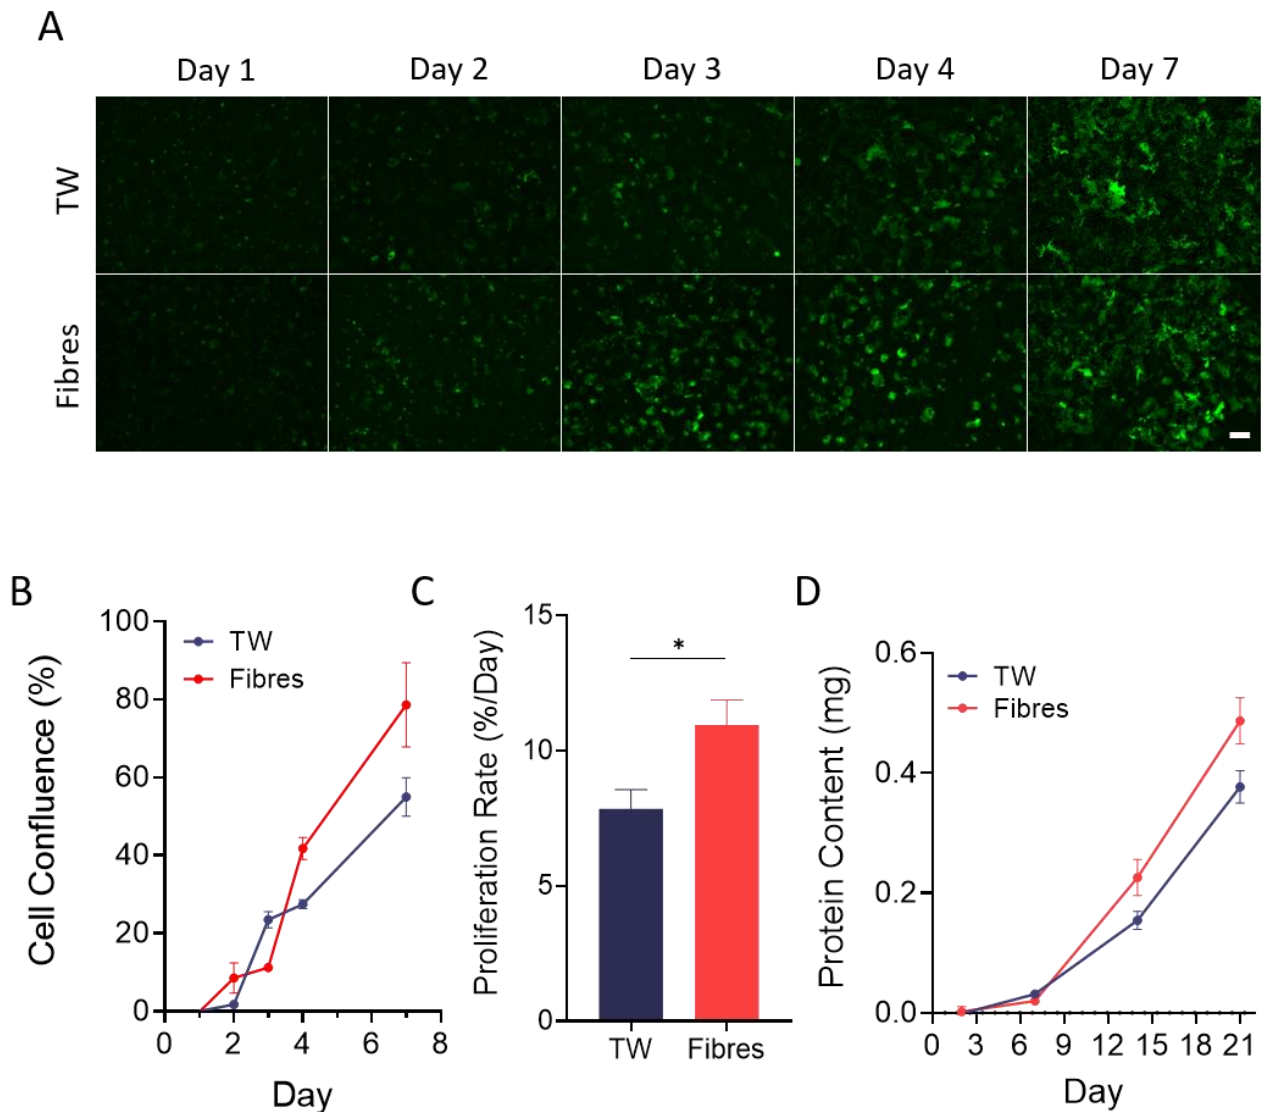 A
Day 1 Day 2 Day 3 Day 4 Day 7
TW
Fibres
B
Cell Confluence (%)
100
80
60
40
20
0
TW
Fibres
0 2 4 6 8
Day
C
Proliferation Rate (%/Day)
15
10
5
0
*
TW Fibres
D
Protein Content (mg)
0.6
0.4
0.2
0.0
TW
Fibres
0 3 6 9 12 15 18 21
Day